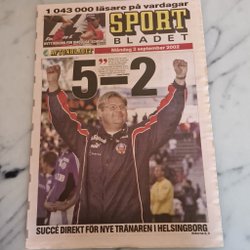 1 043 000 läsare på vardagar
SPORT
BLADET
AFTONBLADET
Måndag 2 september 2002
5–2
SUCCÉ DIREKT FÖR NYE TRÄNAREN I HELSINGBORG